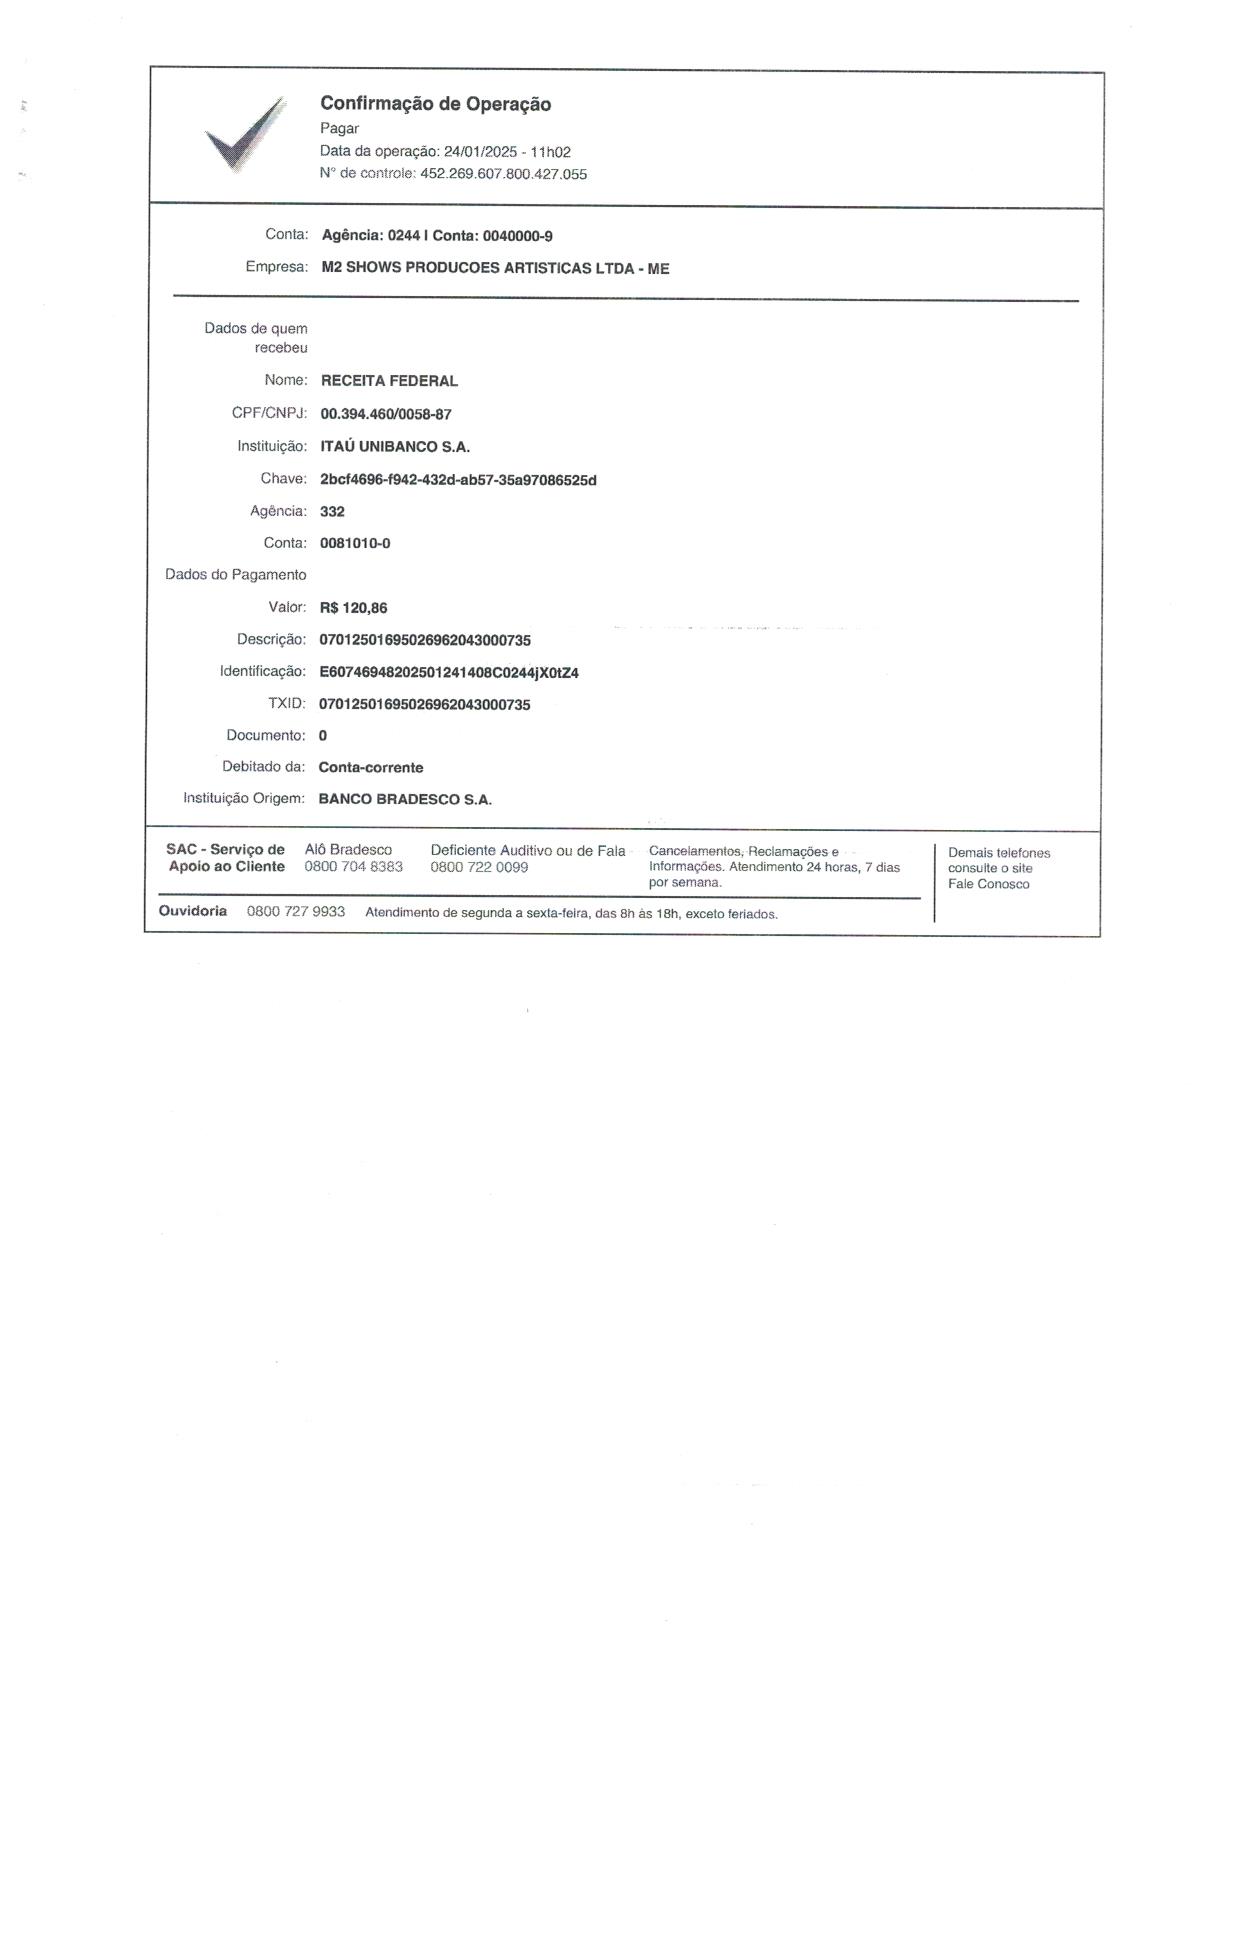 Confirmação de Operação
Pagar
Data da operação: 24/01/2025 - 11h02
N° de controle: 452.269.607.800.427.055
Conta: Agência: 0244 | Conta: 0040000-9
Empresa: M2 SHOWS PRODUCOES ARTISTICAS LTDA - ME
Dados de quem
recebeu
Nome: RECEITA FEDERAL
CPF/CNPJ: 00.394.460/0058-87
Instituição: ITAÚ UNIBANCO S.A.
Chave: 2bcf4696-f942-432d-ab57-35a97086525d
Agência: 332
Conta: 0081010-0
Dados do Pagamento
Valor: R$ 120,86
Descrição: 07012501695026962043000735
Identificação: E60746948202501241408C0244jX0tZ4
TXID: 07012501695026962043000735
Documento: 0
Debitado da: Conta-corrente
Instituição Origem: BANCO BRADESCO S.A.
SAC - Serviço de Apoio ao Cliente
Alô Bradesco
0800 704 8383
Deficiente Auditivo ou de Fala
0800 722 0099
Cancelamentos, Reclamações e
Informações. Atendimento 24 horas, 7 dias
por semana.
Demais telefones
consulte o site
Fale Conosco
Ouvidoria 0800 727 9933 Atendimento de segunda a sexta-feira, das 8h às 18h, exceto feriados.